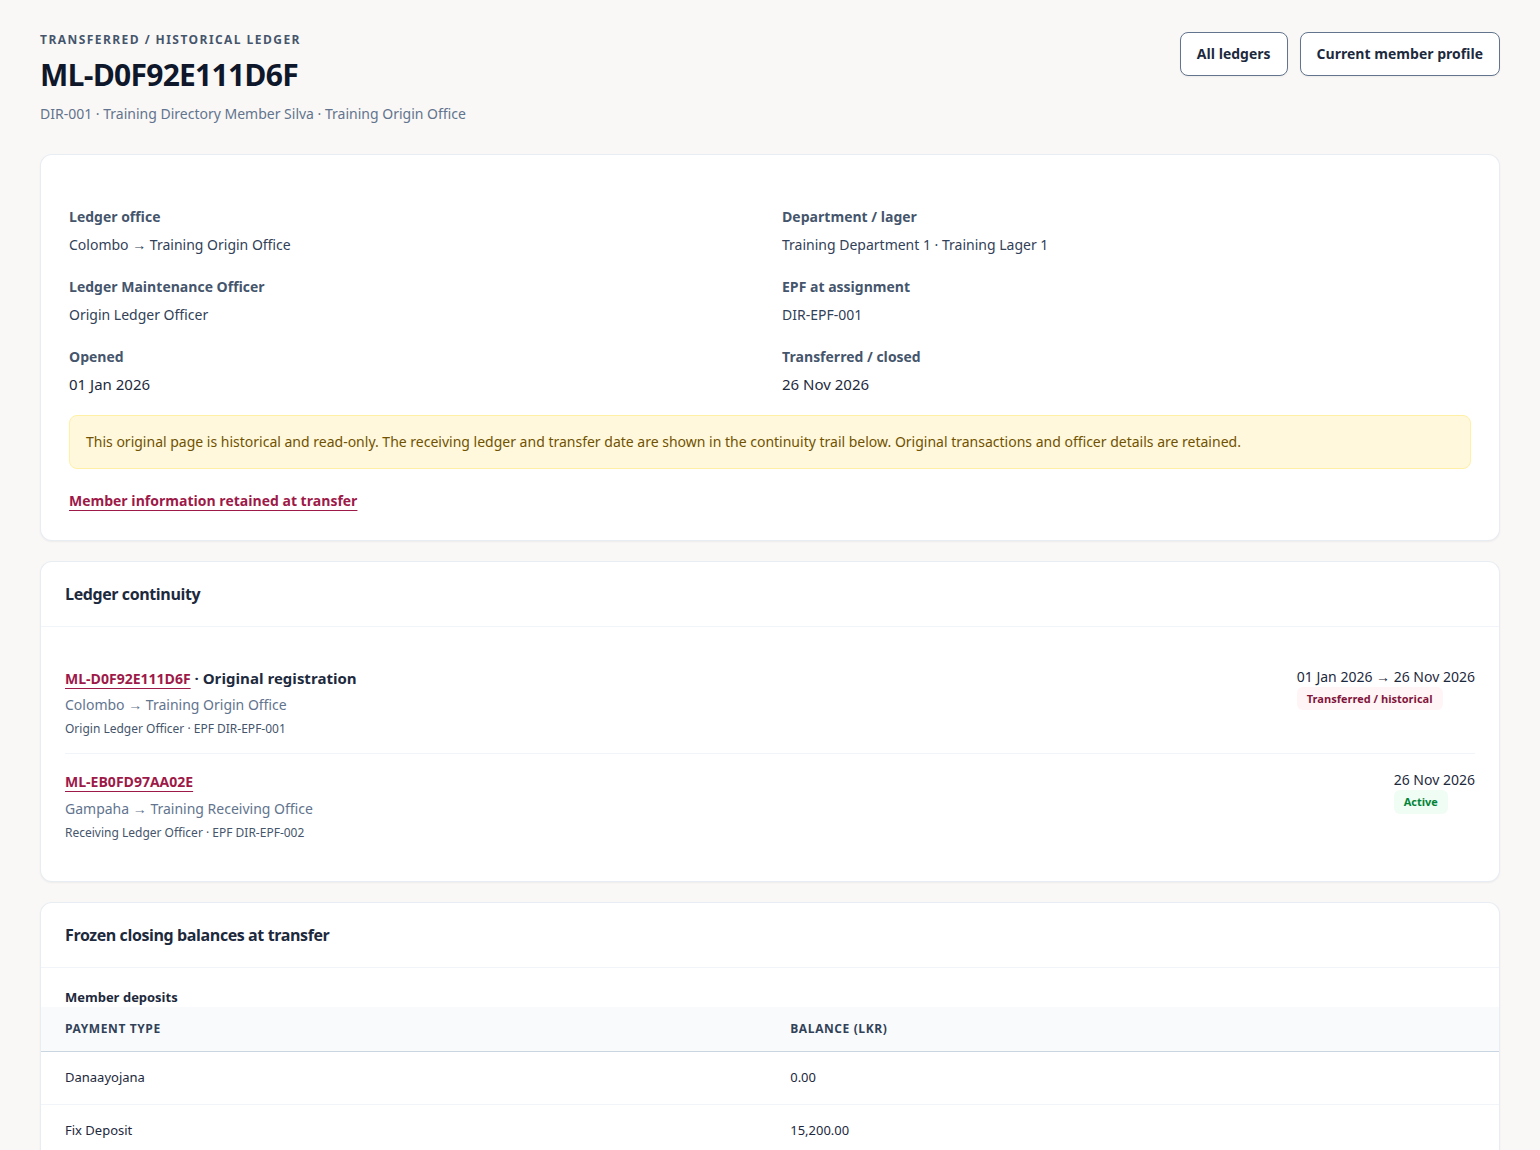 TRANSFERRED / HISTORICAL LEDGER
ML-D0F92E111D6F
DIR-001 · Training Directory Member Silva · Training Origin Office
All ledgers
Current member profile
Ledger office
Colombo → Training Origin Office
Department / lager
Training Department 1 · Training Lager 1
Ledger Maintenance Officer
Origin Ledger Officer
EPF at assignment
DIR-EPF-001
Opened
01 Jan 2026
Transferred / closed
26 Nov 2026
This original page is historical and read-only. The receiving ledger and transfer date are shown in the continuity trail below. Original transactions and officer details are retained.
Member information retained at transfer
Ledger continuity
ML-D0F92E111D6F · Original registration
Colombo → Training Origin Office
Origin Ledger Officer · EPF DIR-EPF-001
01 Jan 2026 → 26 Nov 2026
Transferred / historical
ML-EB0FD97AA02E
Gampaha → Training Receiving Office
Receiving Ledger Officer · EPF DIR-EPF-002
26 Nov 2026
Active
Frozen closing balances at transfer
Member deposits
PAYMENT TYPE BALANCE (LKR)
Danaayojana 0.00
Fix Deposit 15,200.00